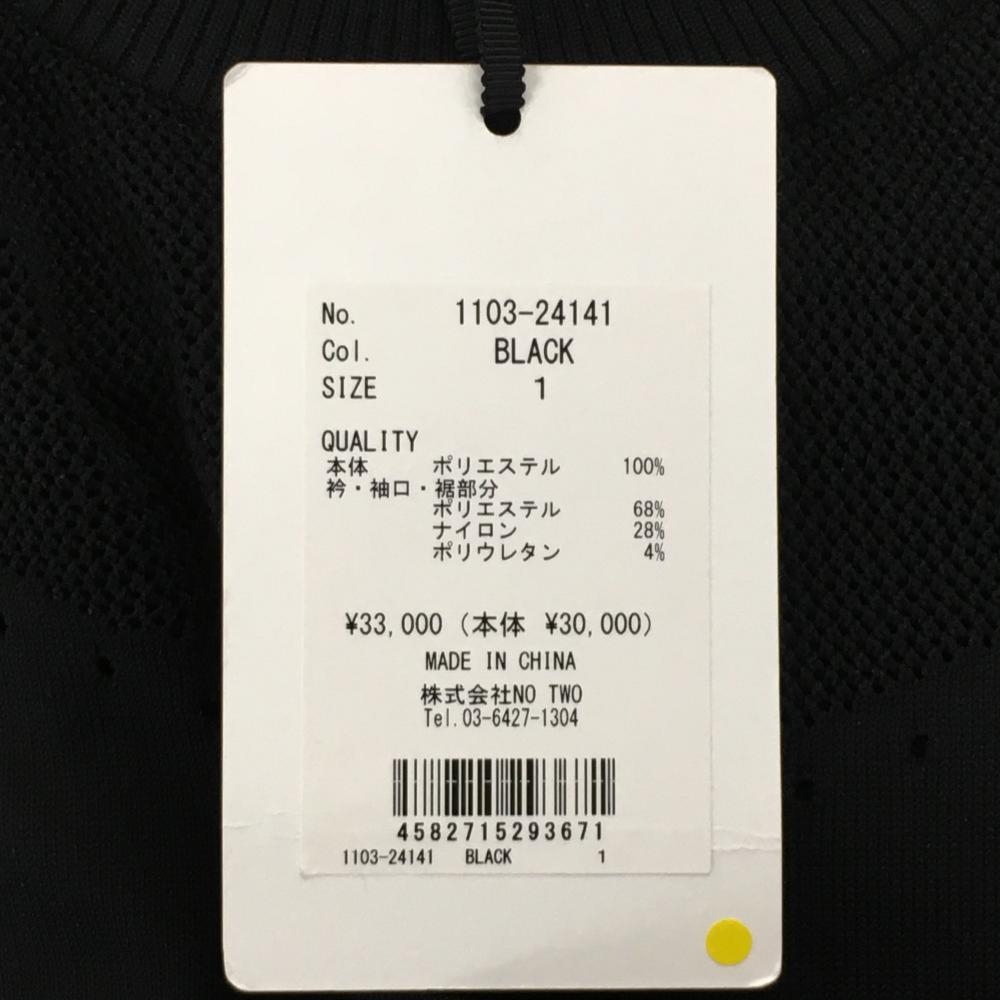 No. 1103-24141
Col. BLACK
SIZE 1
QUALITY
本体 ポリエステル 100%
衿・袖口・裾部分
ポリエステル 68%
ナイロン 28%
ポリウレタン 4%
¥33,000 (本体 ¥30,000)
MADE IN CHINA
株式会社NO TWO
Tel.03-6427-1304
4582715293671
1103-24141 BLACK 1